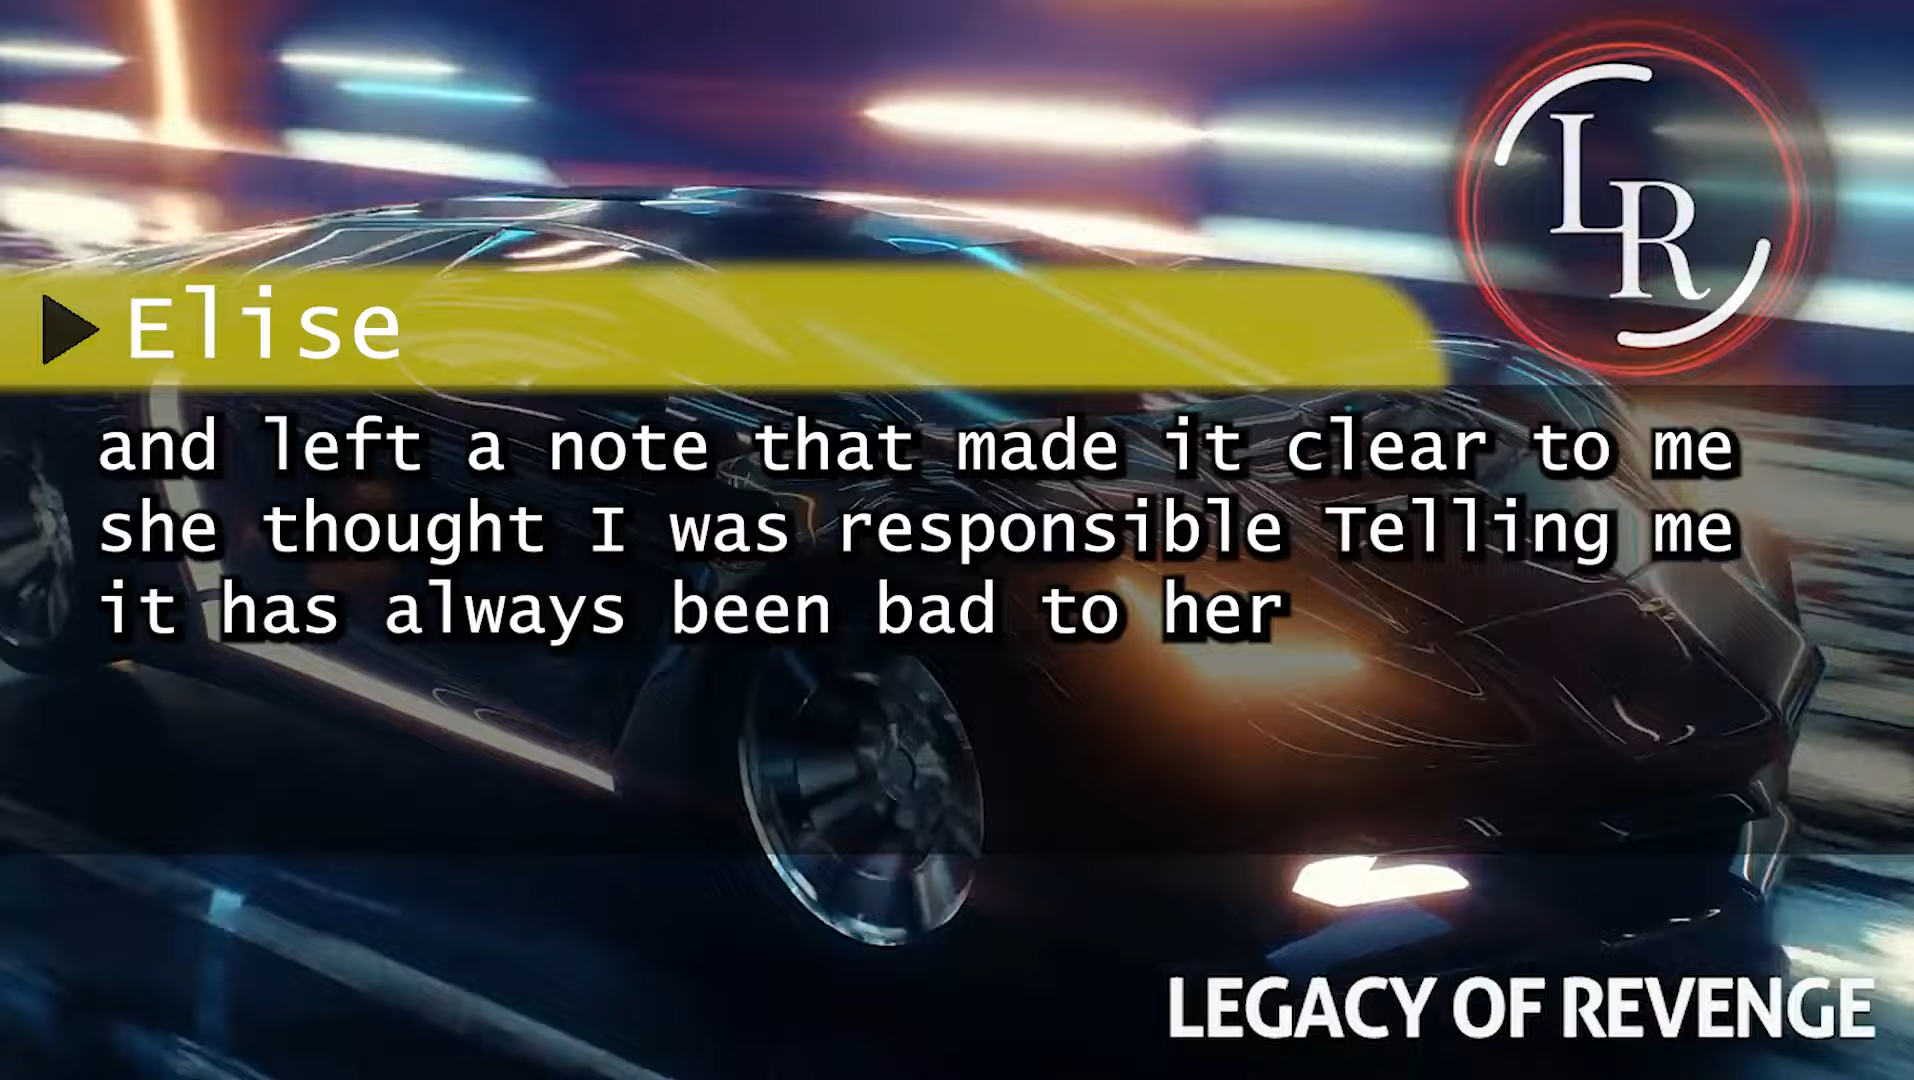 LR
Elise
and left a note that made it clear to me
she thought I was responsible Telling me
it has always been bad to her
LEGACY OF REVENGE